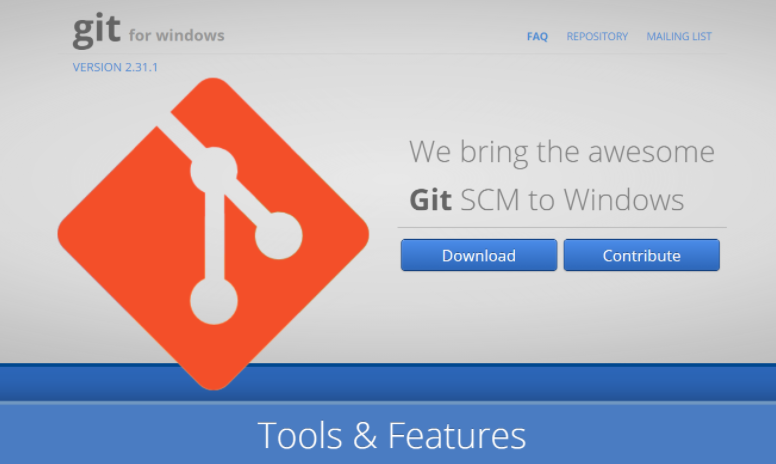 git for windows
FAQ REPOSITORY MAILING LIST
VERSION 2.31.1
We bring the awesome
Git SCM to Windows
Download Contribute
Tools & Features